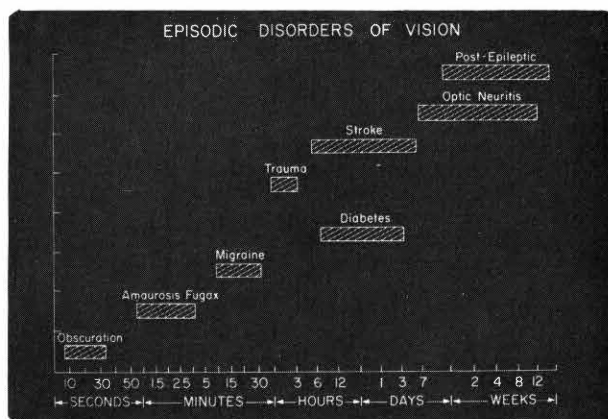 EPISODIC DISORDERS OF VISION
Post-Epileptic
Optic Neuritis
Stroke
Trauma
Diabetes
Migraine
Amaurosis Fugax
Obscuration
10 30 50 1.5 2.5 5 15 30 3 6 12 1 3 7 2 4 8 12
SECONDS MINUTES HOURS DAYS WEEKS